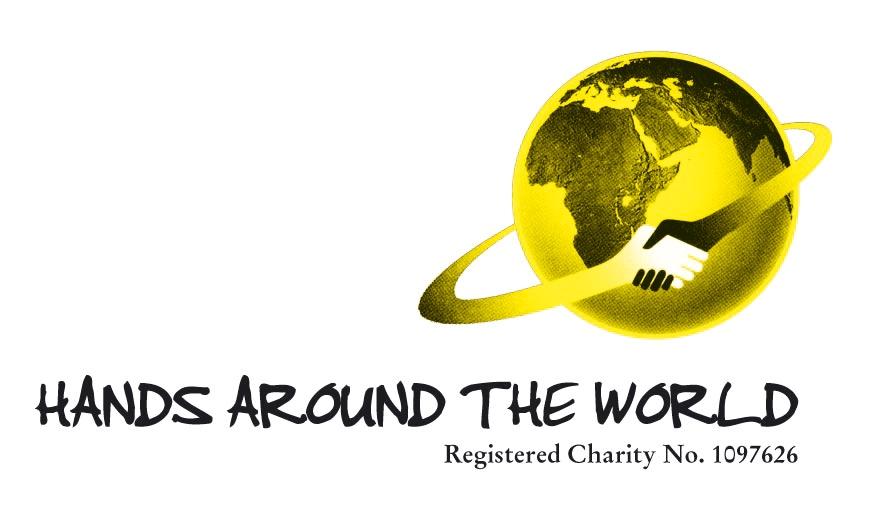 HANDS AROUND THE WORLD
Registered Charity No. 1097626